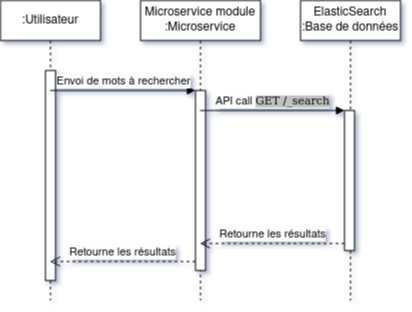 :Utilisateur
Microservice module
:Microservice
ElasticSearch
:Base de données
Envoi de mots à rechercher
API call GET /_search
Retourne les résultats
Retourne les résultats